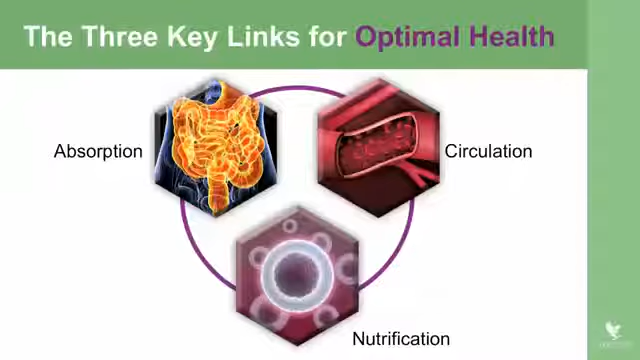 The Three Key Links for Optimal Health
Absorption
Circulation
Nutrification